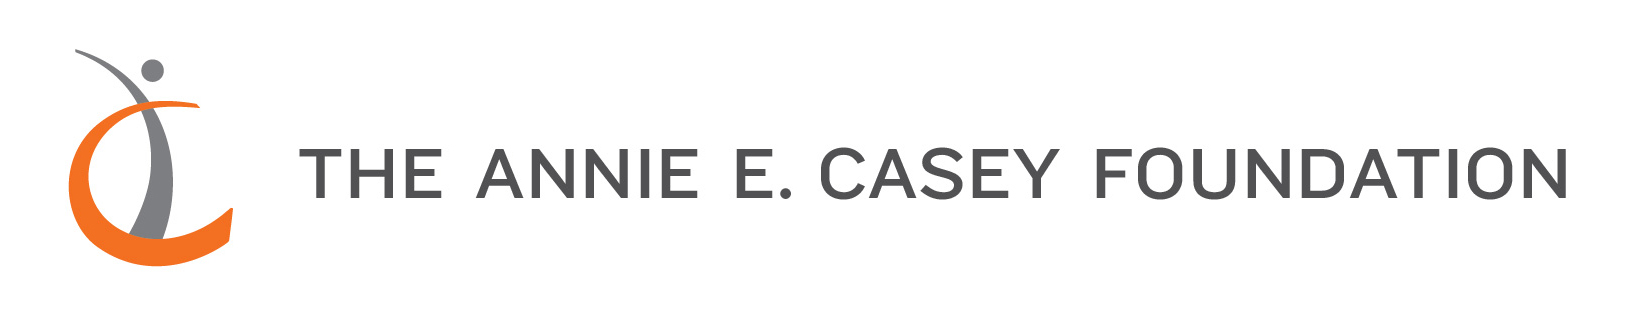 THE ANNIE E. CASEY FOUNDATION